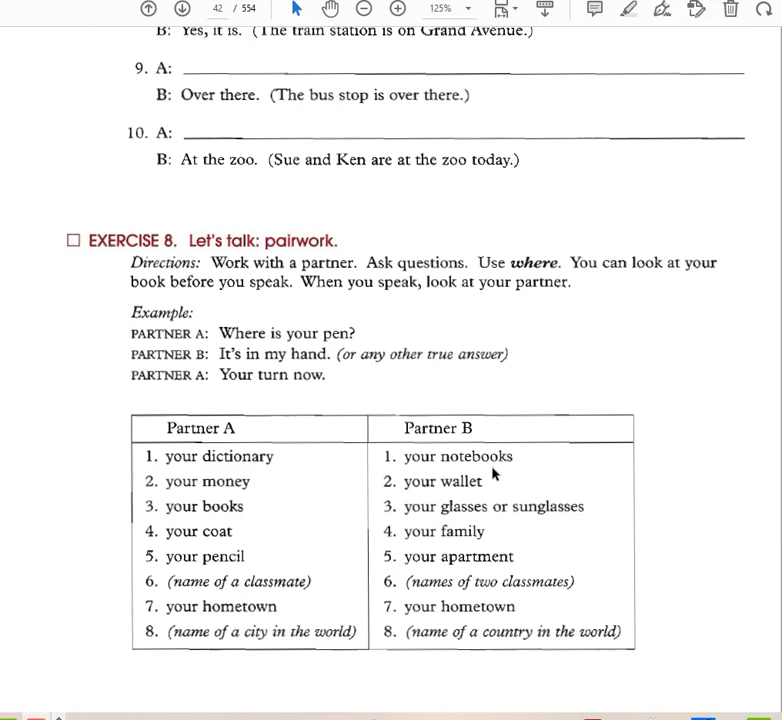 42 / 554
125%
B: Yes, it is. (The train station is on Grand Avenue.)
9. A:
B: Over there. (The bus stop is over there.)
10. A:
B: At the zoo. (Sue and Ken are at the zoo today.)
EXERCISE 8. Let's talk: pairwork.
Directions: Work with a partner. Ask questions. Use where. You can look at your
book before you speak. When you speak, look at your partner.
Example:
PARTNER A: Where is your pen?
PARTNER B: It's in my hand. (or any other true answer)
PARTNER A: Your turn now.
Partner A
1. your dictionary
2. your money
3. your books
4. your coat
5. your pencil
6. (name of a classmate)
7. your hometown
8. (name of a city in the world)
Partner B
1. your notebooks
2. your wallet
3. your glasses or sunglasses
4. your family
5. your apartment
6. (names of two classmates)
7. your hometown
8. (name of a country in the world)